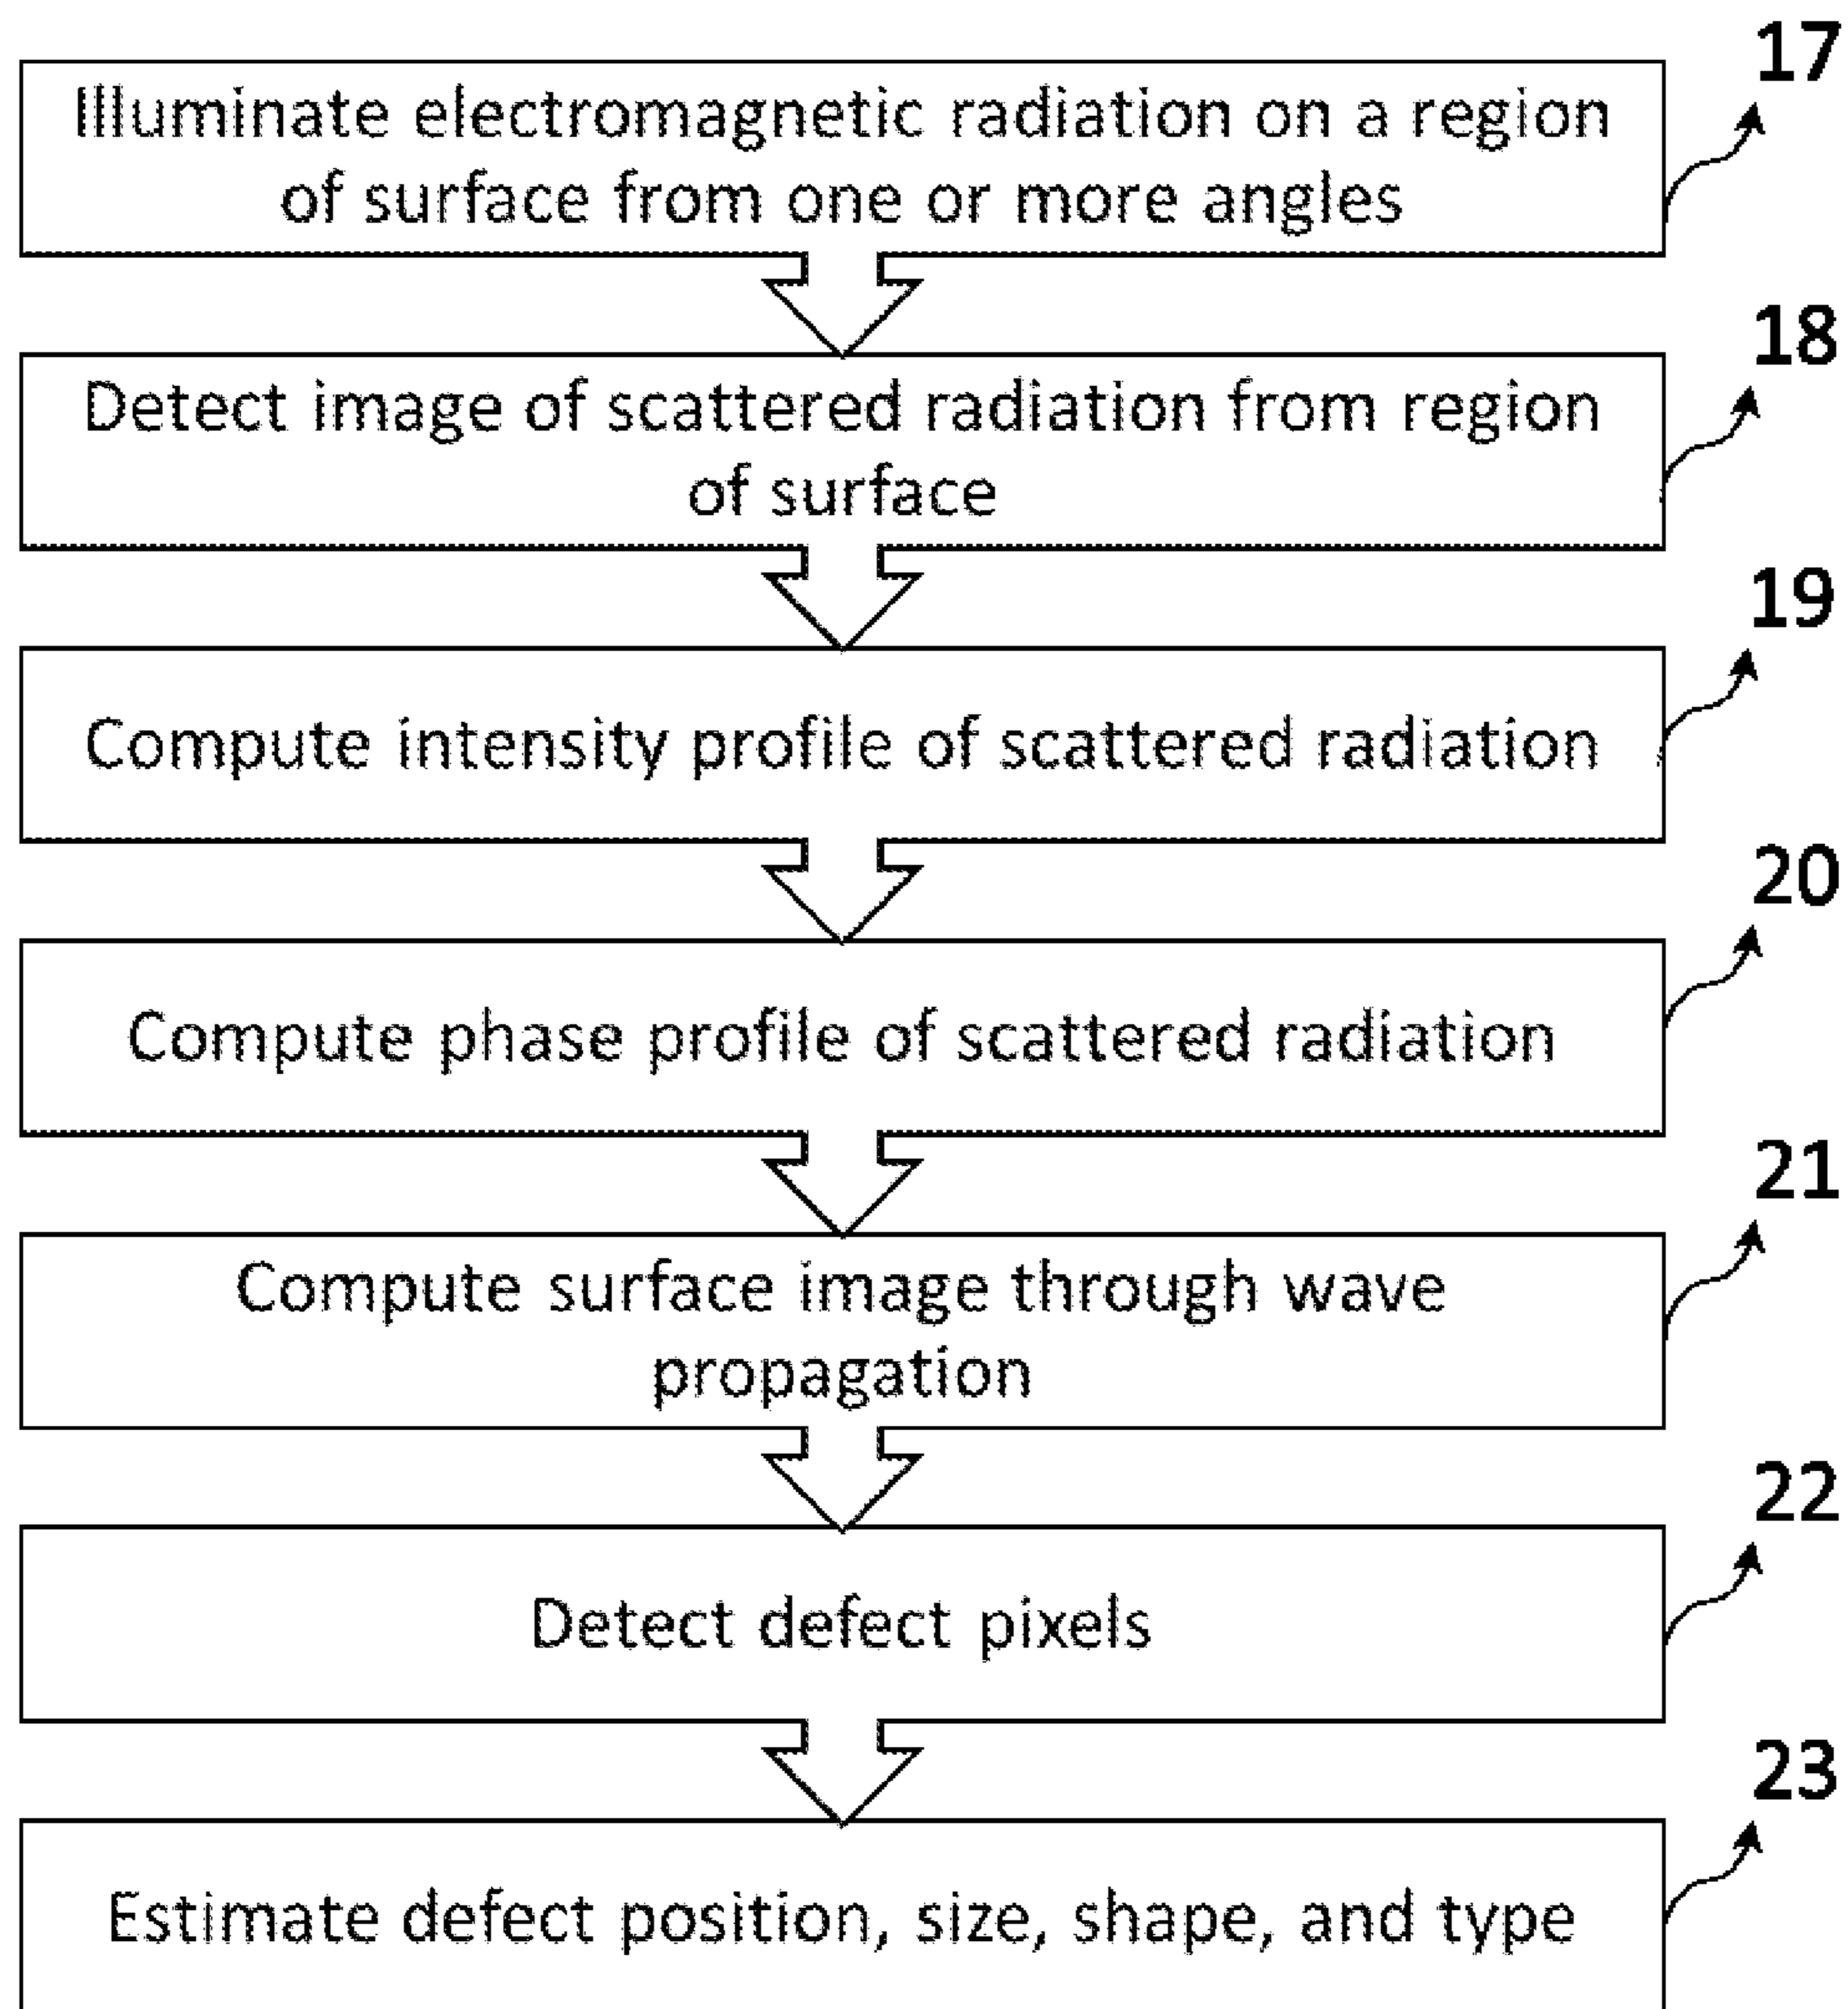 17
Illuminate electromagnetic radiation on a region
of surface from one or more angles
18
Detect image of scattered radiation from region
of surface
19
Compute intensity profile of scattered radiation
20
Compute phase profile of scattered radiation
21
Compute surface image through wave
propagation
22
Detect defect pixels
23
Estimate defect position, size, shape, and type